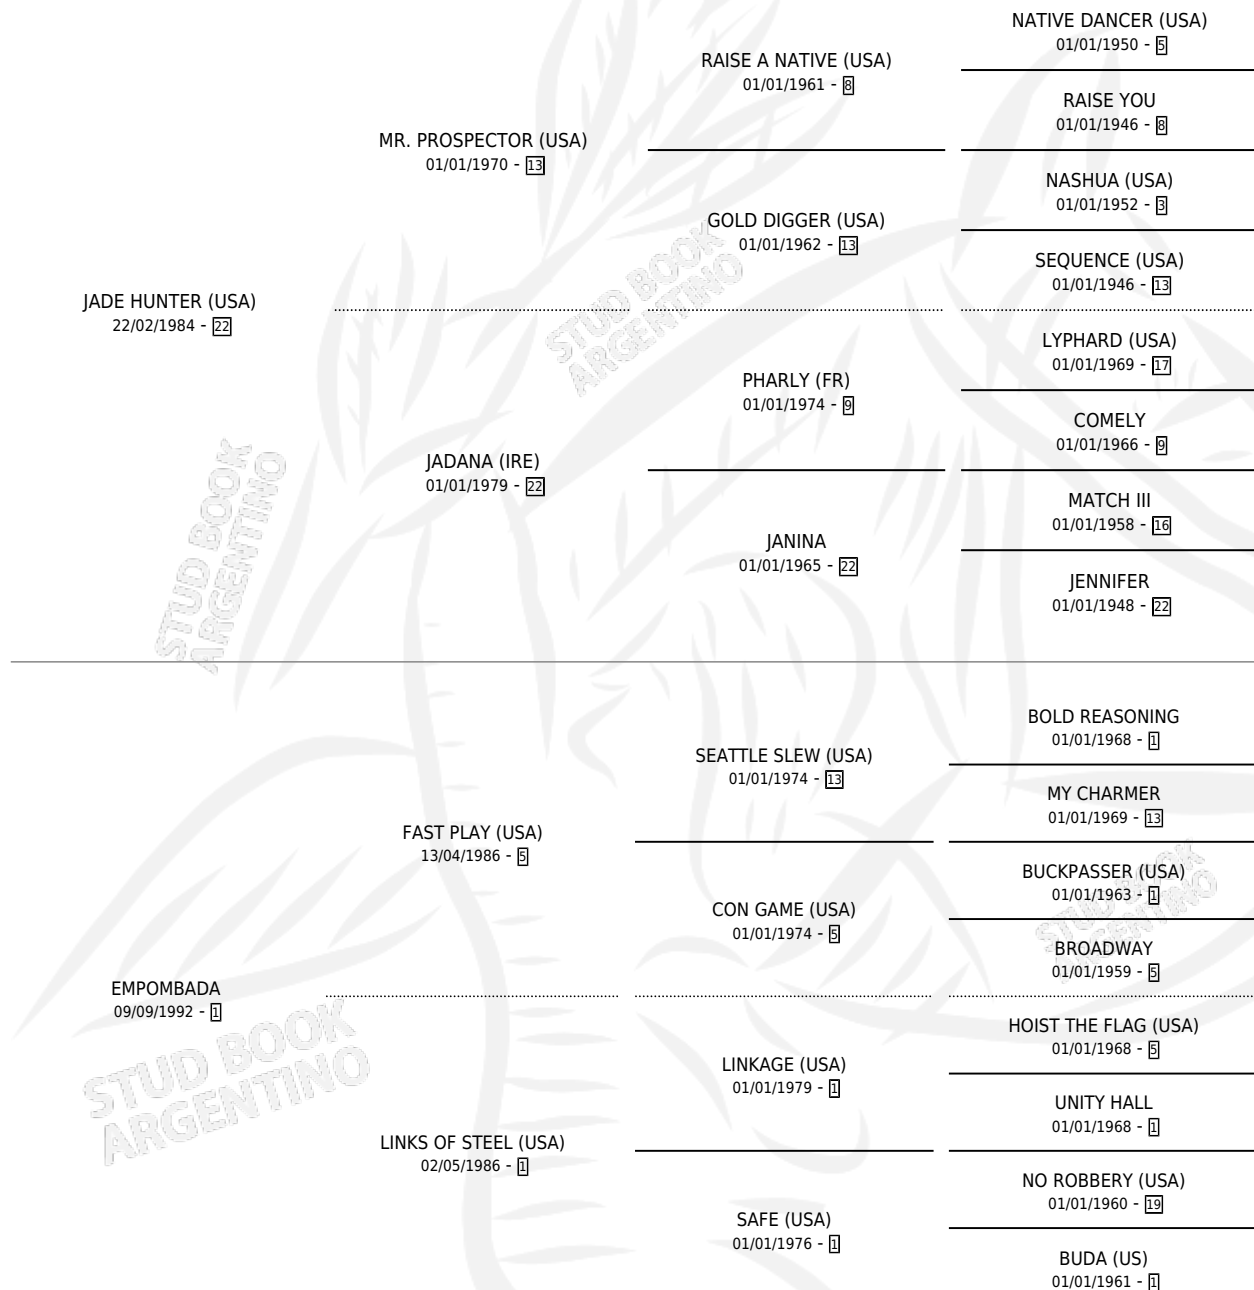 NATIVE DANCER (USA)
01/01/1950 - 5
RAISE A NATIVE (USA)
01/01/1961 - 8
RAISE YOU
01/01/1946 - 8
MR. PROSPECTOR (USA)
01/01/1970 - 13
NASHUA (USA)
01/01/1952 - 3
GOLD DIGGER (USA)
01/01/1962 - 13
SEQUENCE (USA)
01/01/1946 - 13
JADE HUNTER (USA)
22/02/1984 - 22
STUD BOOK
ARGENTINO
LYPHARD (USA)
01/01/1969 - 17
PHARLY (FR)
01/01/1974 - 9
COMELY
01/01/1966 - 9
JADANA (IRE)
01/01/1979 - 22
MATCH III
01/01/1958 - 16
JANINA
01/01/1965 - 22
JENNIFER
01/01/1948 - 22
STUD BOOK
ARGENTINO
BOLD REASONING
01/01/1968 - 1
SEATTLE SLEW (USA)
01/01/1974 - 13
MY CHARMER
01/01/1969 - 13
FAST PLAY (USA)
13/04/1986 - 5
BUCKPASSER (USA)
01/01/1963 - 1
CON GAME (USA)
01/01/1974 - 5
STUD BOOK
ARGENTINO
BROADWAY
01/01/1959 - 5
EMPOMBADA
09/09/1992 - 1
HOIST THE FLAG (USA)
01/01/1968 - 5
LINKAGE (USA)
01/01/1979 - 1
STUD BOOK
ARGENTINO
UNITY HALL
01/01/1968 - 1
LINKS OF STEEL (USA)
02/05/1986 - 1
NO ROBBERY (USA)
01/01/1960 - 19
SAFE (USA)
01/01/1976 - 1
BUDA (US)
01/01/1961 - 1